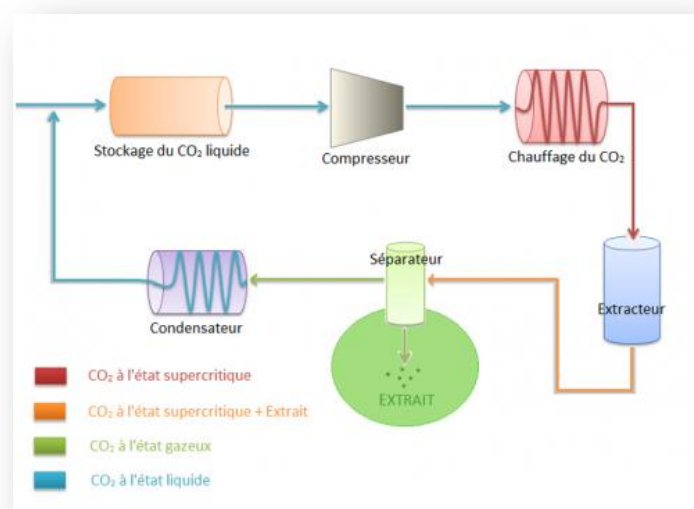 Stockage du CO₂ liquide
Compresseur
Chauffage du CO₂
Séparateur
Extracteur
Condensateur
EXTRAIT
CO₂ à l'état supercritique
CO₂ à l'état supercritique + Extrait
CO₂ à l'état gazeux
CO₂ à l'état liquide